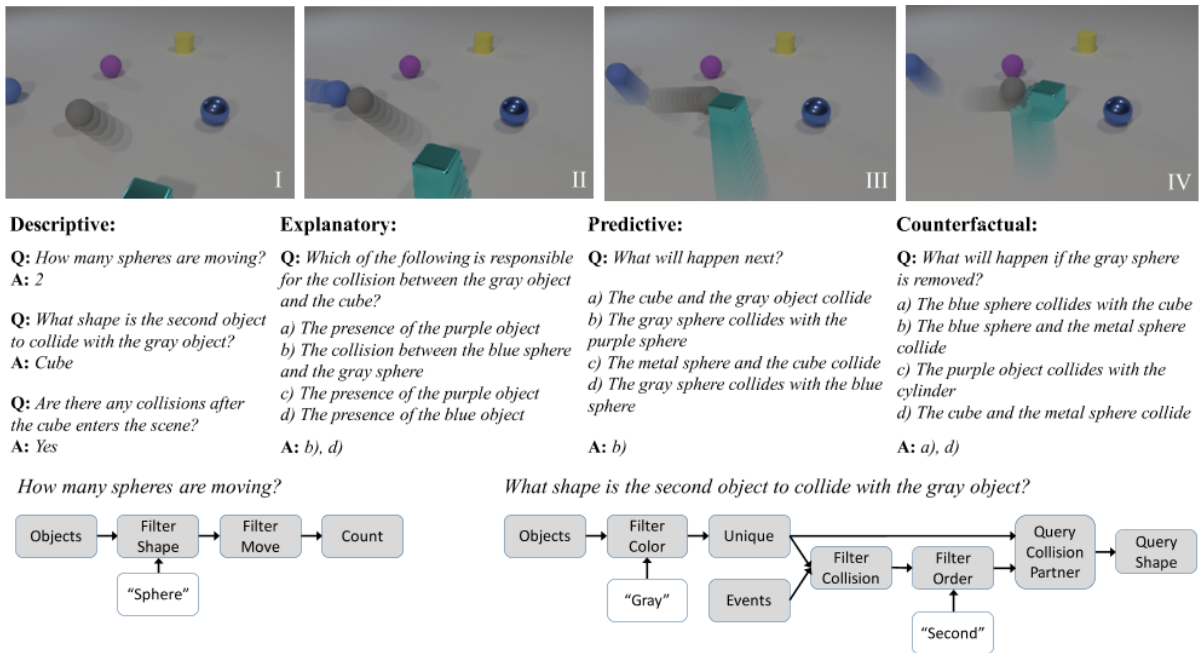 I
II
III
IV
Descriptive:
Q: How many spheres are moving?
A: 2
Q: What shape is the second object
to collide with the gray object?
A: Cube
Q: Are there any collisions after
the cube enters the scene?
A: Yes
Explanatory:
Q: Which of the following is responsible
for the collision between the gray object
and the cube?
a) The presence of the purple object
b) The collision between the blue sphere
and the gray sphere
c) The presence of the purple object
d) The presence of the blue object
A: b), d)
Predictive:
Q: What will happen next?
a) The cube and the gray object collide
b) The gray sphere collides with the
purple sphere
c) The metal sphere and the cube collide
d) The gray sphere collides with the blue
sphere
A: b)
Counterfactual:
Q: What will happen if the gray sphere
is removed?
a) The blue sphere collides with the cube
b) The blue sphere and the metal sphere
collide
c) The purple object collides with the
cylinder
d) The cube and the metal sphere collide
A: a), d)
How many spheres are moving?
Objects
Filter
Shape
Filter
Move
Count
"Sphere"
What shape is the second object to collide with the gray object?
Objects
Filter
Color
Unique
"Gray"
Events
Filter
Collision
Filter
Order
"Second"
Query
Collision
Partner
Query
Shape